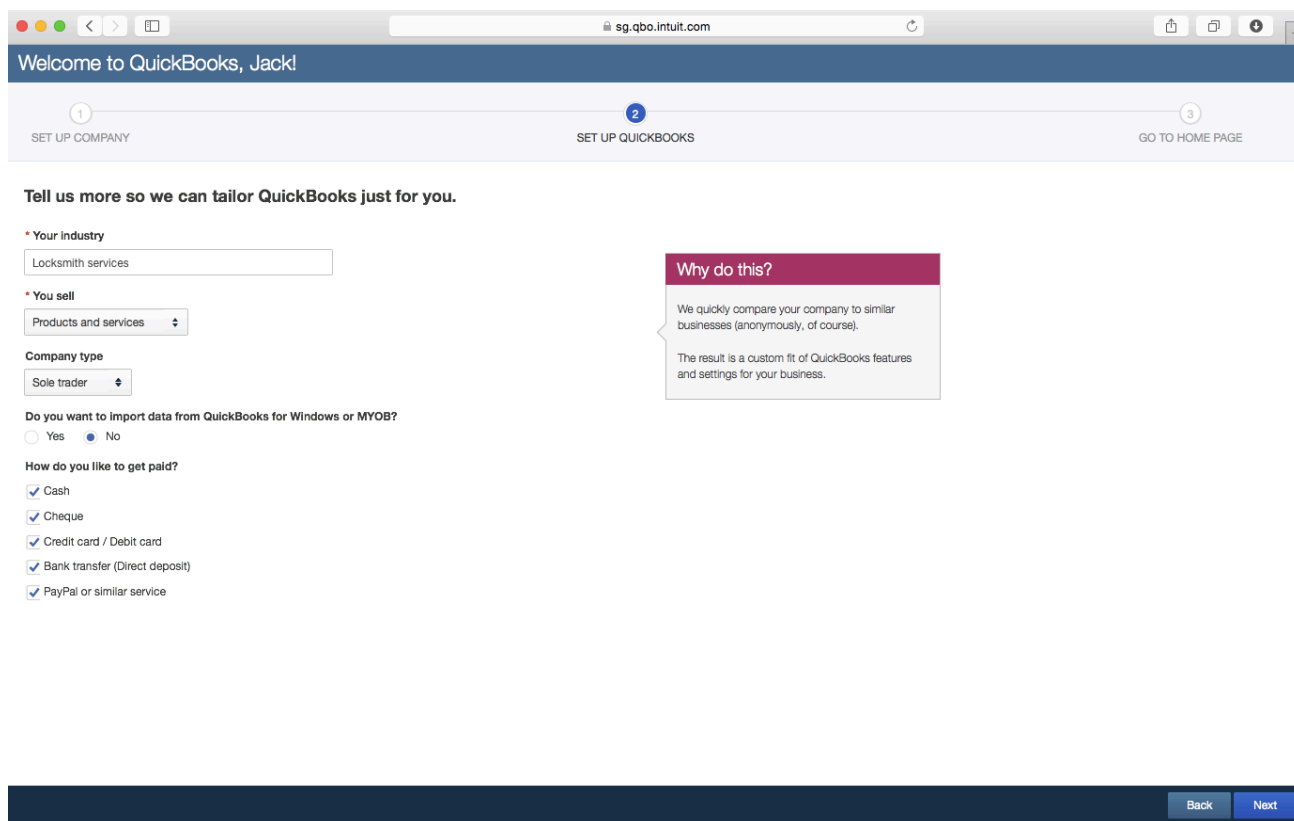 sg.qbo.intuit.com
Welcome to QuickBooks, Jack!
1
2
3
SET UP COMPANY
SET UP QUICKBOOKS
GO TO HOME PAGE
Tell us more so we can tailor QuickBooks just for you.
* Your industry
Locksmith services
* You sell
Products and services
Company type
Sole trader
Do you want to import data from QuickBooks for Windows or MYOB?
Yes
No
How do you like to get paid?
Cash
Cheque
Credit card / Debit card
Bank transfer (Direct deposit)
PayPal or similar service
Why do this?
We quickly compare your company to similar
businesses (anonymously, of course).
The result is a custom fit of QuickBooks features
and settings for your business.
Back
Next